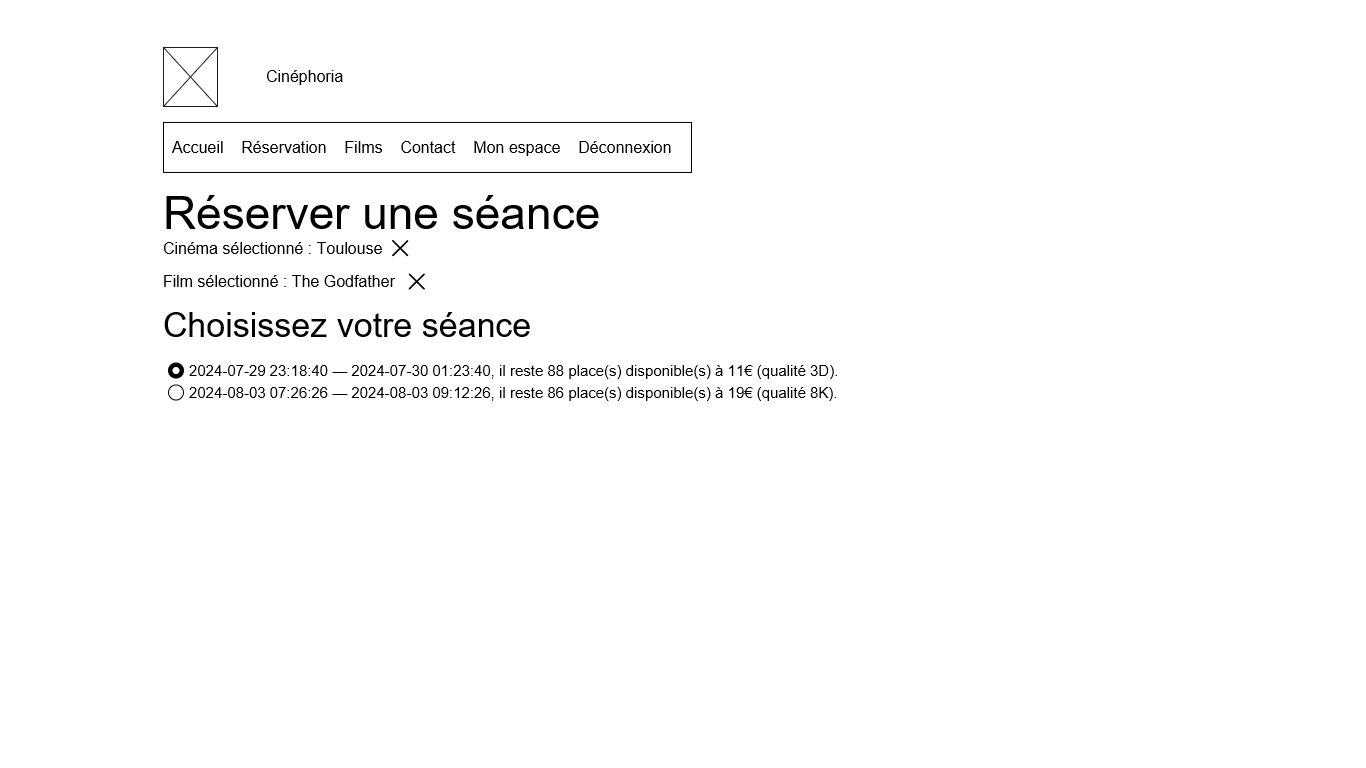 Cinéphoria
Accueil Réservation Films Contact Mon espace Déconnexion
Réserver une séance
Cinéma sélectionné : Toulouse
Film sélectionné : The Godfather
Choisissez votre séance
2024-07-29 23:18:40 — 2024-07-30 01:23:40, il reste 88 place(s) disponible(s) à 11€ (qualité 3D).
2024-08-03 07:26:26 — 2024-08-03 09:12:26, il reste 86 place(s) disponible(s) à 19€ (qualité 8K).